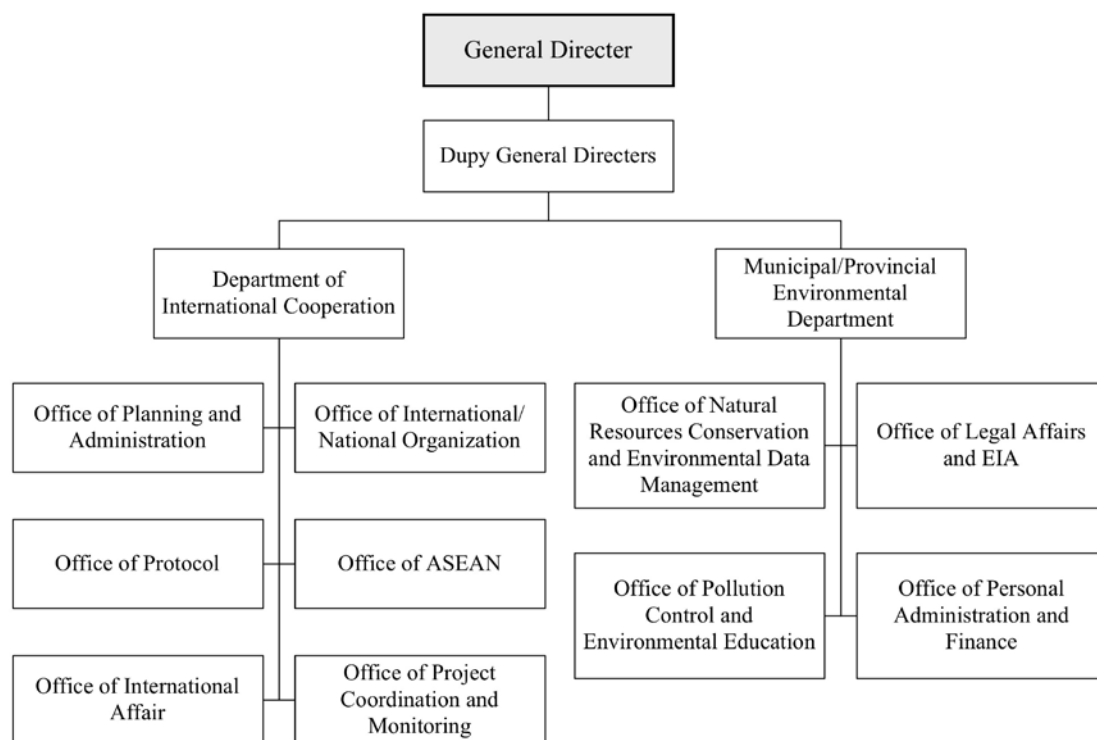 General Directer
Dupy General Directers
Department of
International Cooperation
Municipal/Provincial
Environmental
Department
Office of Planning and
Administration
Office of International/
National Organization
Office of Natural
Resources Conservation
and Environmental Data
Management
Office of Legal Affairs
and EIA
Office of Protocol
Office of ASEAN
Office of Pollution
Control and
Environmental Education
Office of Personal
Administration and
Finance
Office of International
Affair
Office of Project
Coordination and
Monitoring